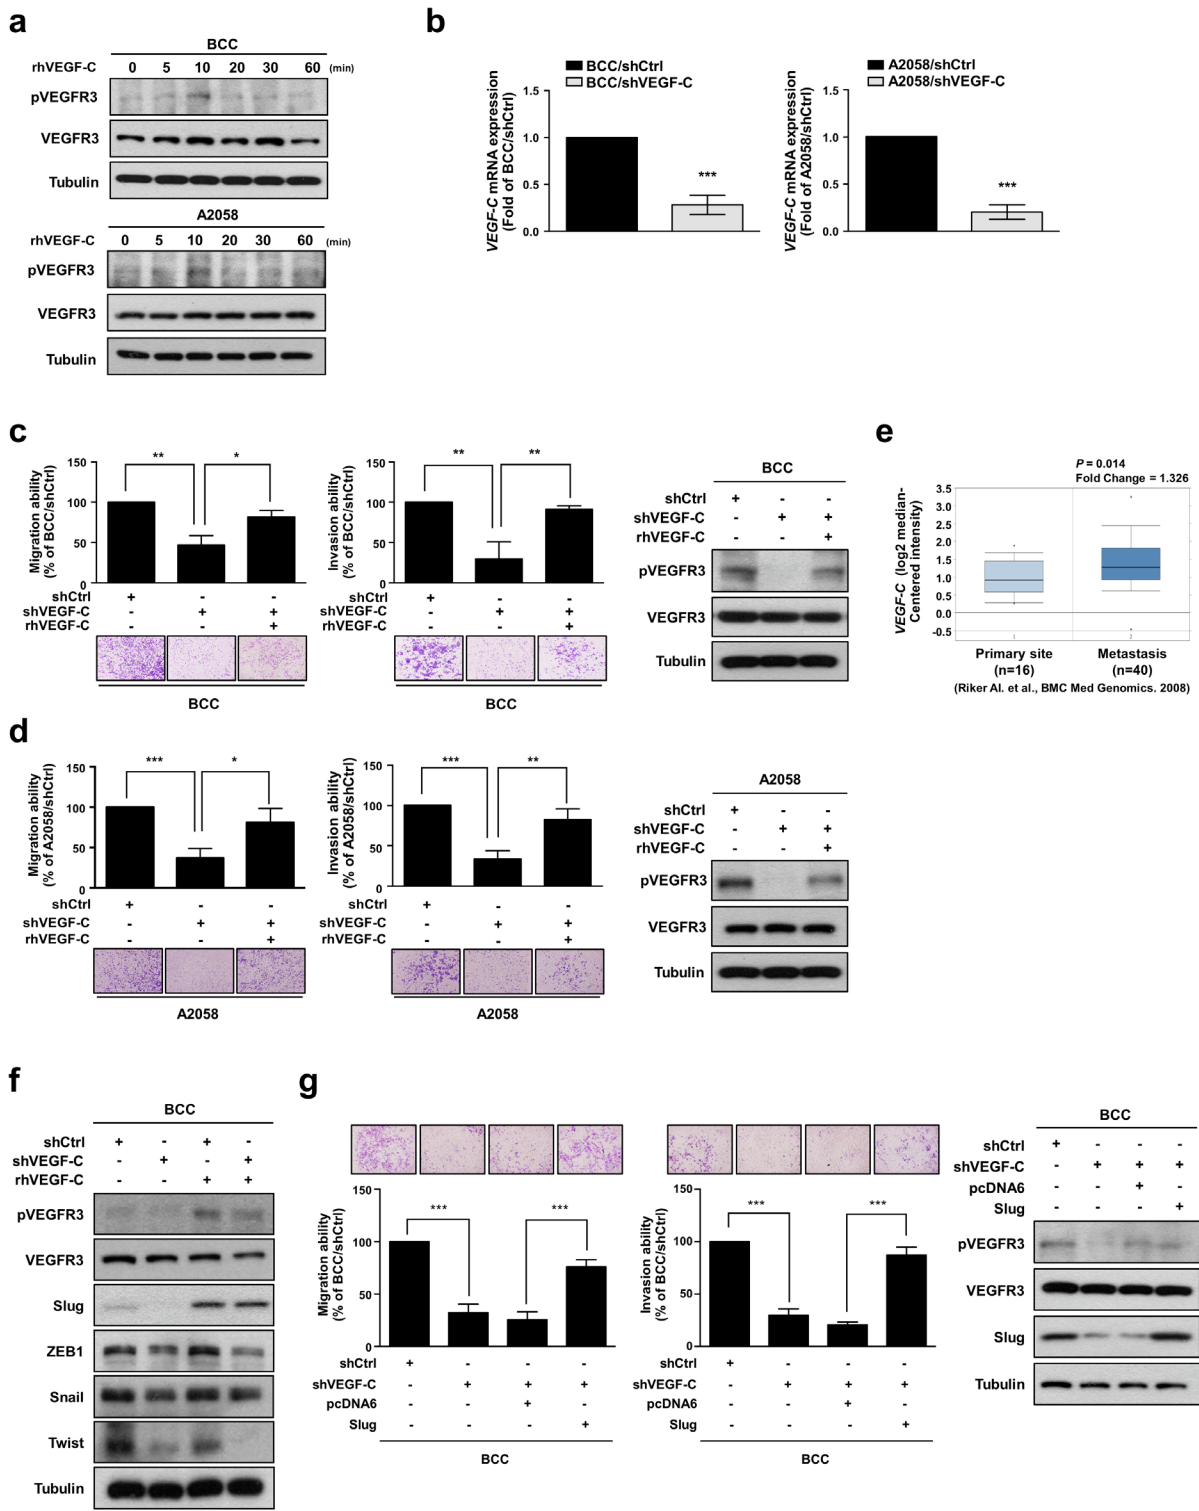 a
BCC
rhVEGF-C 0 5 10 20 30 60 (min)
pVEGFR3
VEGFR3
Tubulin
A2058
rhVEGF-C 0 5 10 20 30 60 (min)
pVEGFR3
VEGFR3
Tubulin
b
BCC/shCtrl
BCC/shVEGF-C
VEGF-C mRNA expression
(Fold of BCC/shCtrl)
1.5
1.0
0.5
0.0
***
A2058/shCtrl
A2058/shVEGF-C
VEGF-C mRNA expression
(Fold of A2058/shCtrl)
1.5
1.0
0.5
0.0
***
c
Migration ability
(% of BCC/shCtrl)
150
100
50
0
** *
shCtrl + - -
shVEGF-C - + +
rhVEGF-C - - +
BCC
Invasion ability
(% of BCC/shCtrl)
150
100
50
0
** **
shCtrl + - -
shVEGF-C - + +
rhVEGF-C - - +
BCC
BCC
shCtrl + - -
shVEGF-C - + +
rhVEGF-C - - +
pVEGFR3
VEGFR3
Tubulin
e
P = 0.014
Fold Change = 1.326
VEGF-C (log2 median-
Centered intensity)
3.5
3.0
2.5
2.0
1.5
1.0
0.5
0.0
-0.5
Primary site
(n=16)
Metastasis
(n=40)
(Riker AI. et al., BMC Med Genomics. 2008)
d
Migration ability
(% of A2058/shCtrl)
150
100
50
0
*** *
shCtrl + - -
shVEGF-C - + +
rhVEGF-C - - +
A2058
Invasion ability
(% of A2058/shCtrl)
150
100
50
0
*** **
shCtrl + - -
shVEGF-C - + +
rhVEGF-C - - +
A2058
A2058
shCtrl + - -
shVEGF-C - + +
rhVEGF-C - - +
pVEGFR3
VEGFR3
Tubulin
f
BCC
shCtrl + - + -
shVEGF-C - + - +
rhVEGF-C - - + +
pVEGFR3
VEGFR3
Slug
ZEB1
Snail
Twist
Tubulin
g
Migration ability
(% of BCC/shCtrl)
150
100
50
0
*** ***
shCtrl + - - -
shVEGF-C - + + +
pcDNA6 - - + -
Slug - - - +
BCC
Invasion ability
(% of BCC/shCtrl)
150
100
50
0
*** ***
shCtrl + - - -
shVEGF-C - + + +
pcDNA6 - - + -
Slug - - - +
BCC
BCC
shCtrl + - - -
shVEGF-C - + + +
pcDNA6 - - + -
Slug - - - +
pVEGFR3
VEGFR3
Slug
Tubulin